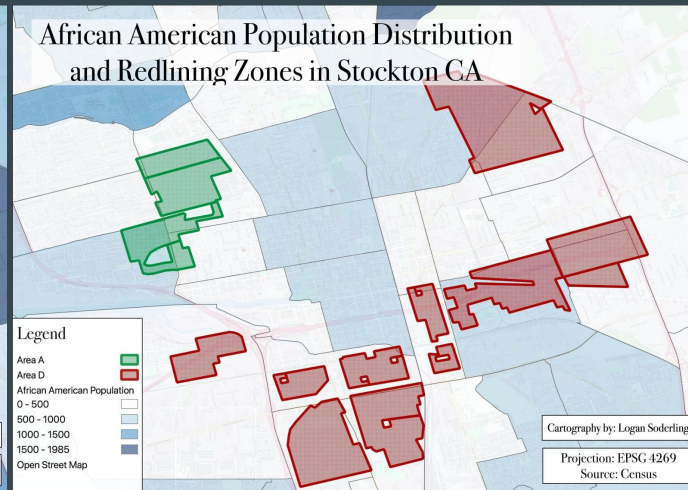 African American Population Distribution
and Redlining Zones in Stockton CA
Legend
Area A
Area D
African American Population
0 - 500
500 - 1000
1000 - 1500
1500 - 1985
Open Street Map
Cartography by: Logan Soderling
Projection: EPSG 4269
Source: Census